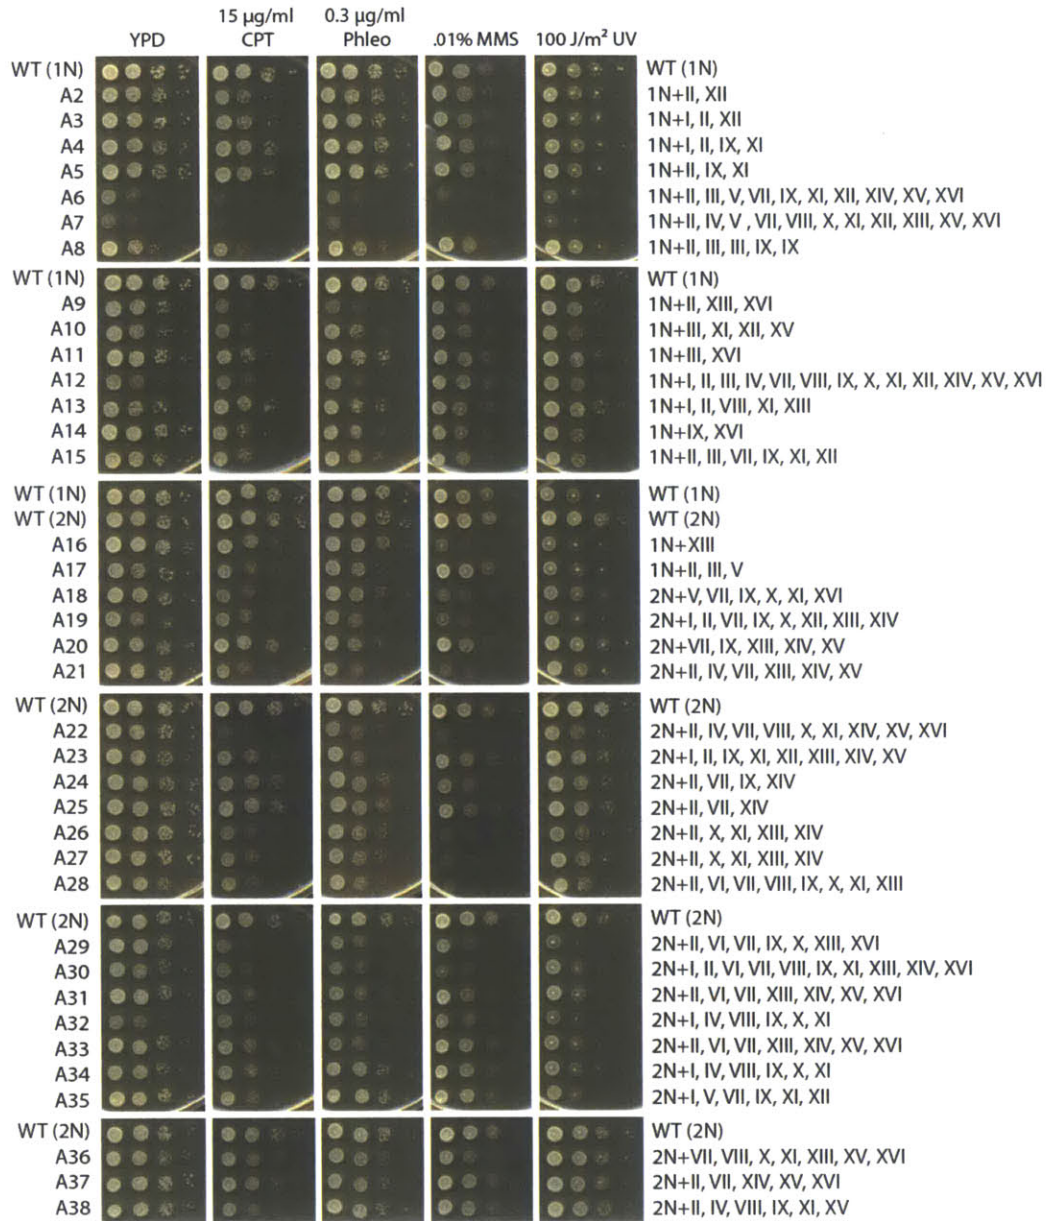 15 µg/ml 0.3 µg/ml
YPD CPT Phleo .01% MMS 100 J/m² UV
WT (1N) WT (1N)
A2 1N+II, XII
A3 1N+I, II, XII
A4 1N+I, II, IX, XI
A5 1N+II, IX, XI
A6 1N+II, III, V, VII, IX, XI, XII, XIV, XV, XVI
A7 1N+II, IV, V , VII, VIII, X, XI, XII, XIII, XV, XVI
A8 1N+II, III, III, IX, IX
WT (1N) WT (1N)
A9 1N+II, XIII, XVI
A10 1N+III, XI, XII, XV
A11 1N+III, XVI
A12 1N+I, II, III, IV, VII, VIII, IX, X, XI, XII, XIV, XV, XVI
A13 1N+I, II, VIII, XI, XIII
A14 1N+IX, XVI
A15 1N+II, III, VII, IX, XI, XII
WT (1N) WT (1N)
WT (2N) WT (2N)
A16 1N+XIII
A17 1N+II, III, V
A18 2N+V, VII, IX, X, XI, XVI
A19 2N+I, II, VII, IX, X, XII, XIII, XIV
A20 2N+VII, IX, XIII, XIV, XV
A21 2N+II, IV, VII, XIII, XIV, XV
WT (2N) WT (2N)
A22 2N+II, IV, VII, VIII, X, XI, XIV, XV, XVI
A23 2N+I, II, IX, XI, XII, XIII, XIV, XV
A24 2N+II, VII, IX, XIV
A25 2N+II, VII, XIV
A26 2N+II, X, XI, XIII, XIV
A27 2N+II, X, XI, XIII, XIV
A28 2N+II, VI, VII, VIII, IX, X, XI, XIII
WT (2N) WT (2N)
A29 2N+II, VI, VII, IX, X, XIII, XVI
A30 2N+I, II, VI, VII, VIII, IX, XI, XIII, XIV, XVI
A31 2N+II, VI, VII, XIII, XIV, XV, XVI
A32 2N+I, IV, VIII, IX, X, XI
A33 2N+II, VI, VII, XIII, XIV, XV, XVI
A34 2N+I, IV, VIII, IX, X, XI
A35 2N+I, V, VII, IX, XI, XII
WT (2N) WT (2N)
A36 2N+VII, VIII, X, XI, XIII, XV, XVI
A37 2N+II, VII, XIV, XV, XVI
A38 2N+II, IV, VIII, IX, XI, XV